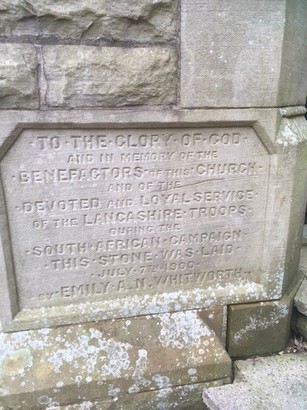 ·TO·THE·GLORY·OF·GOD·
AND IN MEMORY OF THE
BENEFACTORS OF THIS CHURCH
AND OF THE
DEVOTED AND LOYAL SERVICE
OF THE LANCASHIRE TROOPS
DURING THE
·SOUTH AFRICAN CAMPAIGN·
·THIS STONE WAS LAID·
·JULY 7TH 1900·
BY EMILY A.N. WHITWORTH